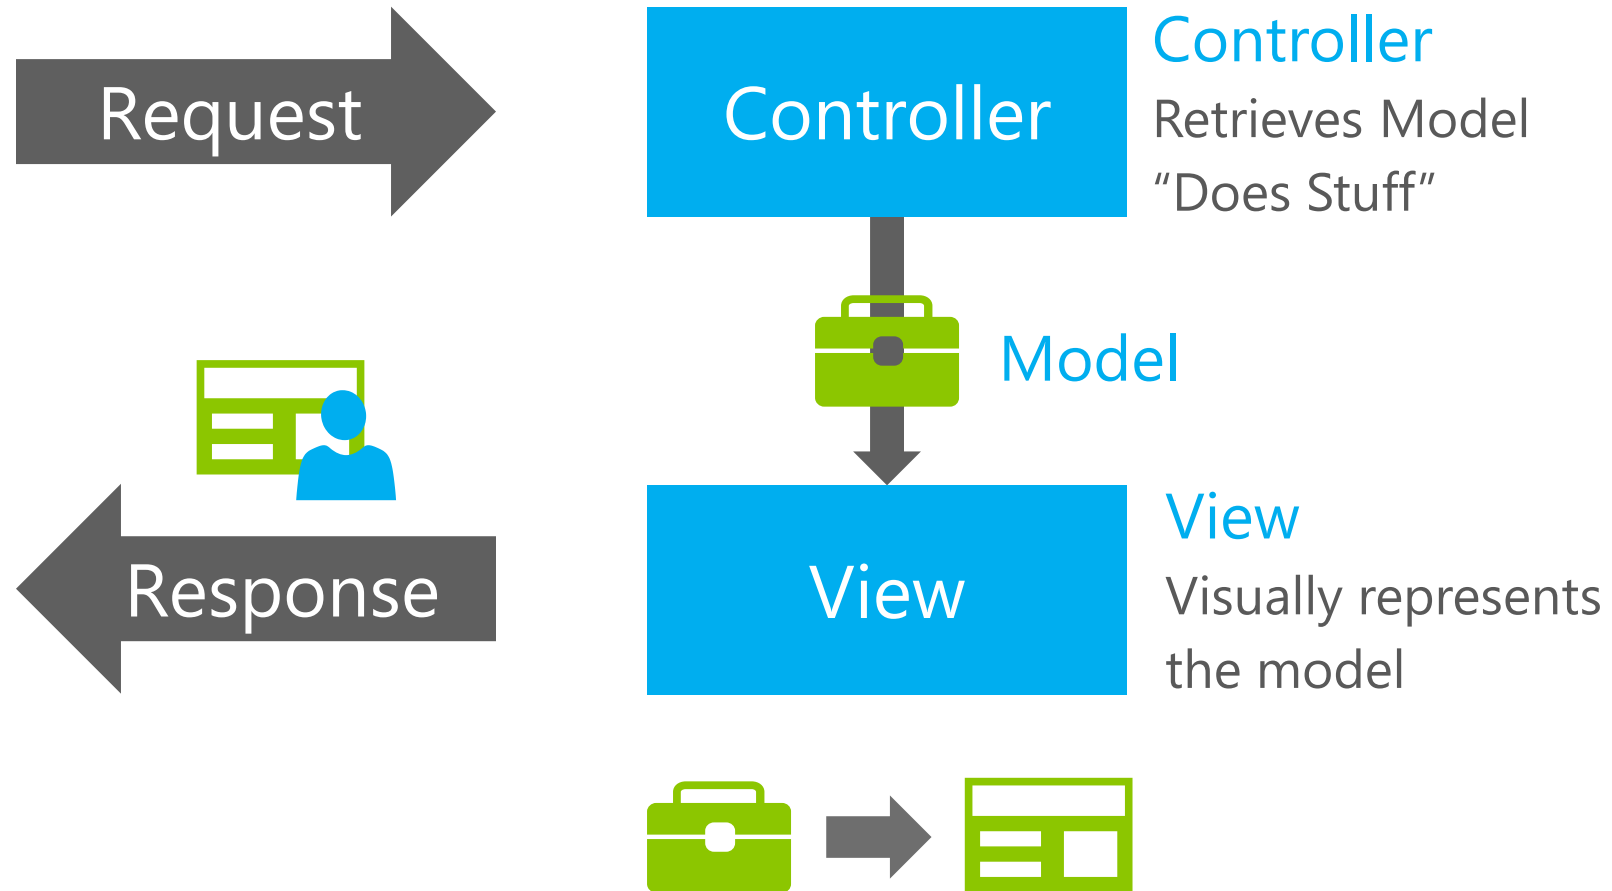 Request
Controller
Controller
Retrieves Model
“Does Stuff”
Model
Response
View
View
Visually represents
the model